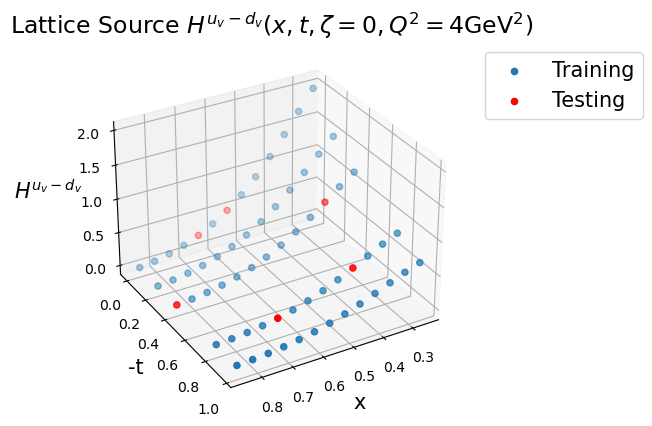 Lattice Source $H^{u_v-d_v}(x, t, \zeta = 0, Q^2 = 4\mathrm{GeV}^2)$
Training
Testing
2.0
1.5
1.0
0.5
0.0
$H^{u_v-d_v}$
0.0
0.2
0.4
0.6
0.8
1.0
-t
0.8
0.7
0.6
0.5
0.4
0.3
x